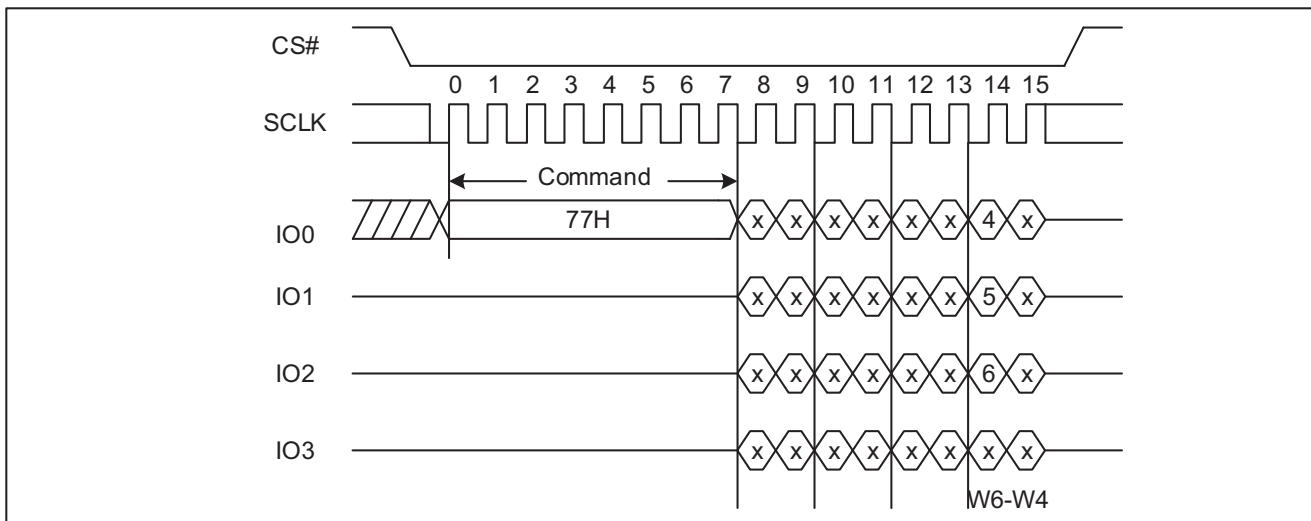 CS#
0 1 2 3 4 5 6 7 8 9 10 11 12 13 14 15
SCLK
Command
IO0 77H x x x x x x 4 x
IO1 x x x x x x 5 x
IO2 x x x x x x 6 x
IO3 x x x x x x x x
W6-W4